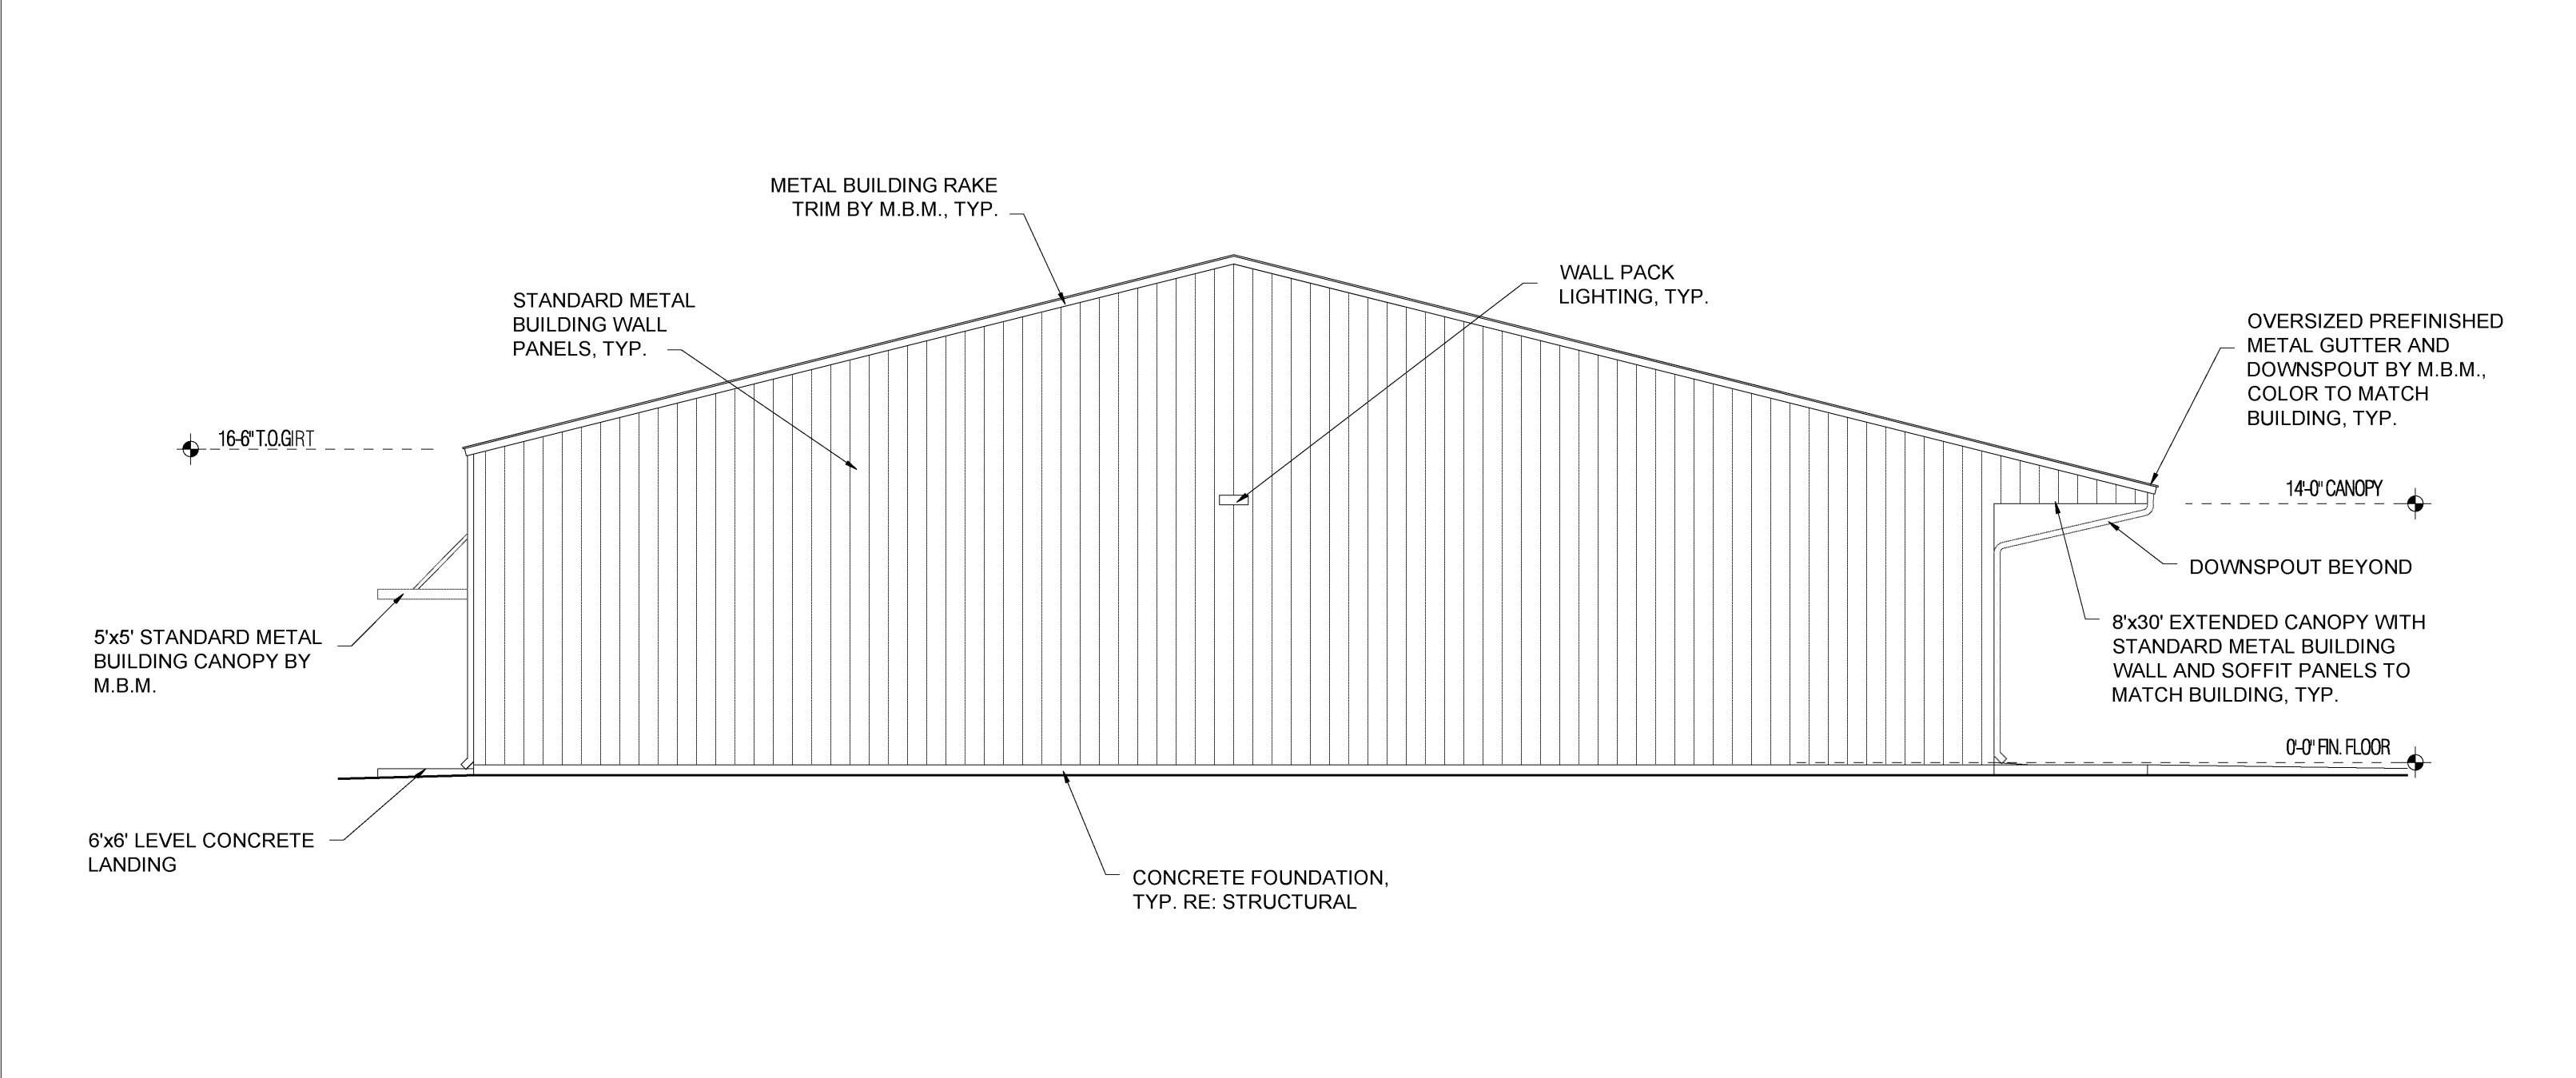 METAL BUILDING RAKE
TRIM BY M.B.M., TYP.
WALL PACK
LIGHTING, TYP.
STANDARD METAL
BUILDING WALL
PANELS, TYP.
OVERSIZED PREFINISHED
METAL GUTTER AND
DOWNSPOUT BY M.B.M.,
COLOR TO MATCH
BUILDING, TYP.
16-6" T.O.GIRT
14'-0" CANOPY
DOWNSPOUT BEYOND
5'x5' STANDARD METAL
BUILDING CANOPY BY
M.B.M.
8'x30' EXTENDED CANOPY WITH
STANDARD METAL BUILDING
WALL AND SOFFIT PANELS TO
MATCH BUILDING, TYP.
0'-0" FIN. FLOOR
6'x6' LEVEL CONCRETE
LANDING
CONCRETE FOUNDATION,
TYP. RE: STRUCTURAL